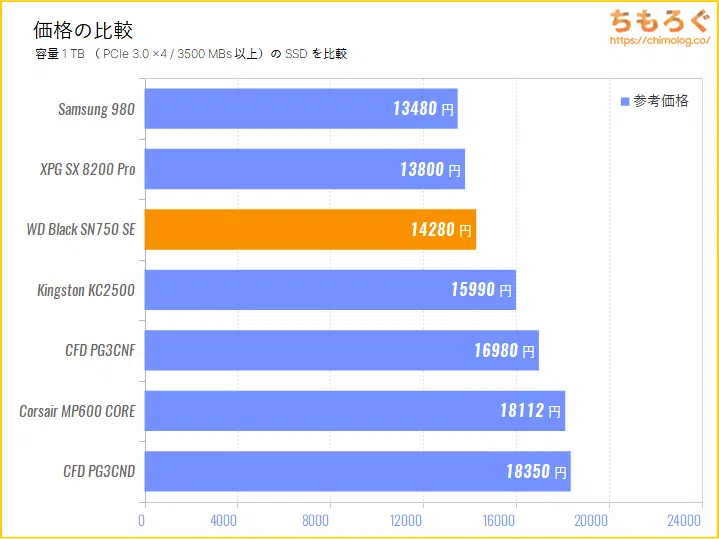 価格の比較
容量 1 TB （ PCIe 3.0 ×4 / 3500 MBs 以上）の SSD を比較
ちもろぐ
https://chimolog.co/
参考価格
Samsung 980 13480 円
XPG SX 8200 Pro 13800 円
WD Black SN750 SE 14280 円
Kingston KC2500 15990 円
CFD PG3CNF 16980 円
Corsair MP600 CORE 18112 円
CFD PG3CND 18350 円
0 4000 8000 12000 16000 20000 24000